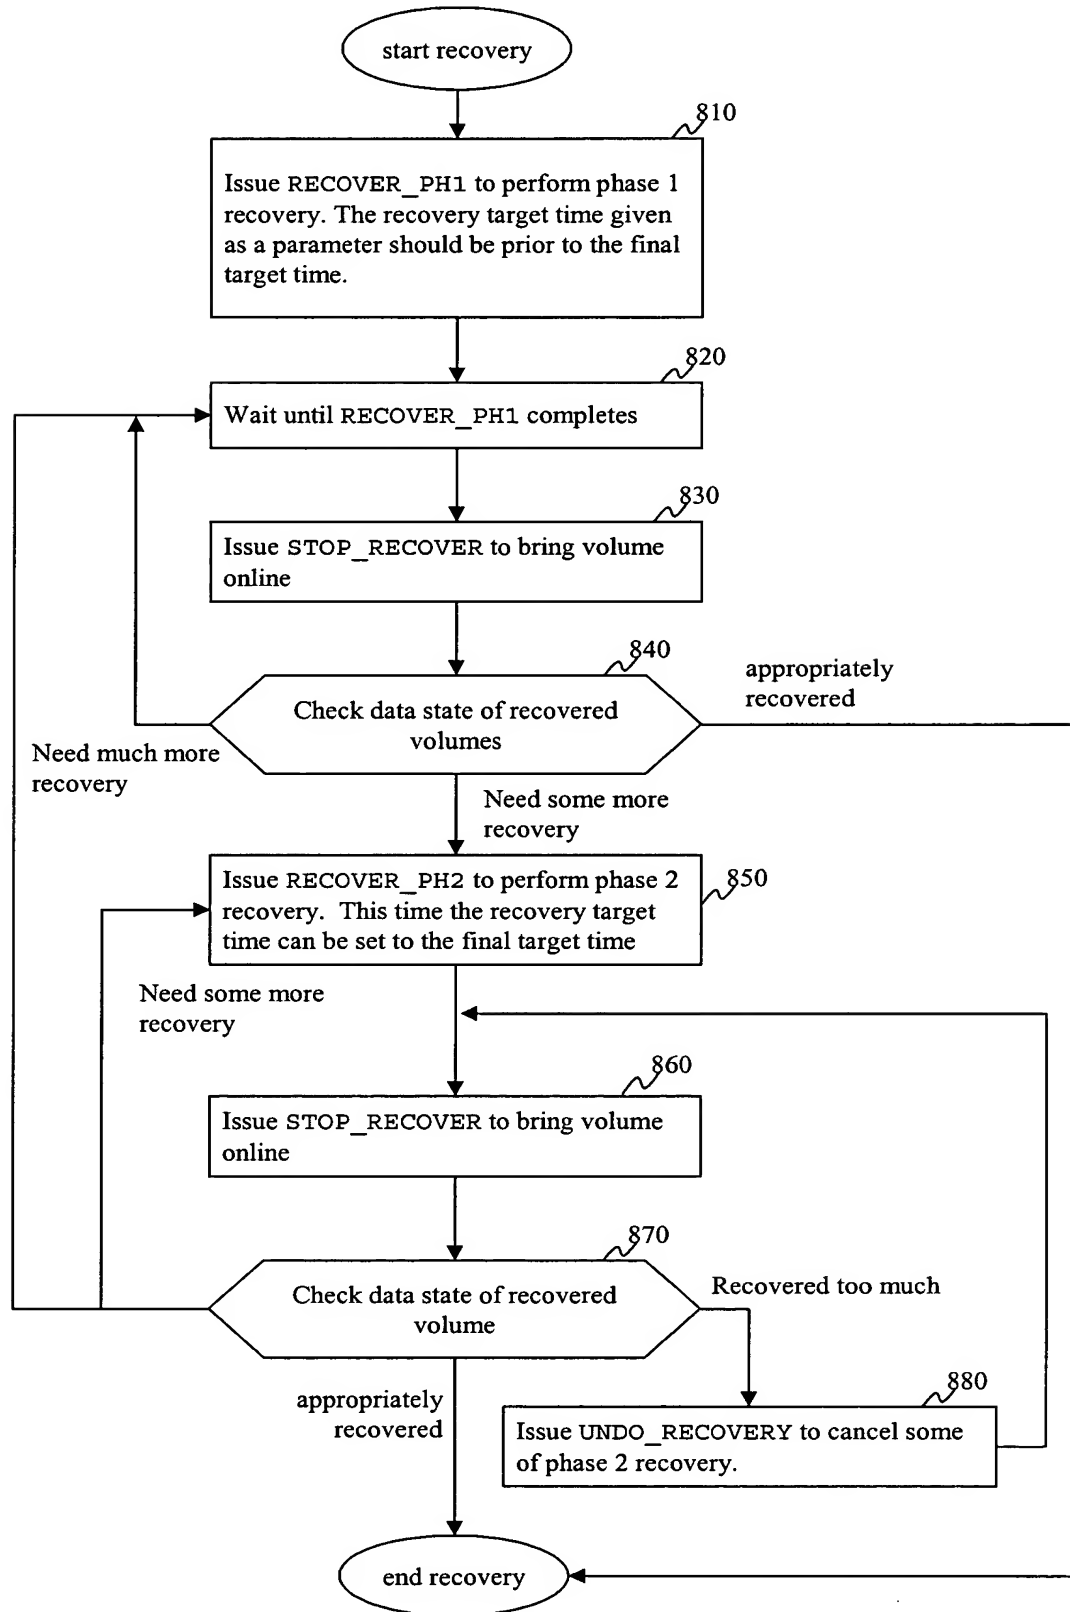 start recovery
810
Issue RECOVER_PH1 to perform phase 1
recovery. The recovery target time given
as a parameter should be prior to the final
target time.
820
Wait until RECOVER_PH1 completes
830
Issue STOP_RECOVER to bring volume
online
840
appropriately
recovered
Check data state of recovered
volumes
Need much more
recovery
Need some more
recovery
Issue RECOVER_PH2 to perform phase 2
recovery. This time the recovery target
time can be set to the final target time
850
Need some more
recovery
860
Issue STOP_RECOVER to bring volume
online
870
Check data state of recovered
volume
Recovered too much
appropriately
recovered
880
Issue UNDO_RECOVERY to cancel some
of phase 2 recovery.
end recovery